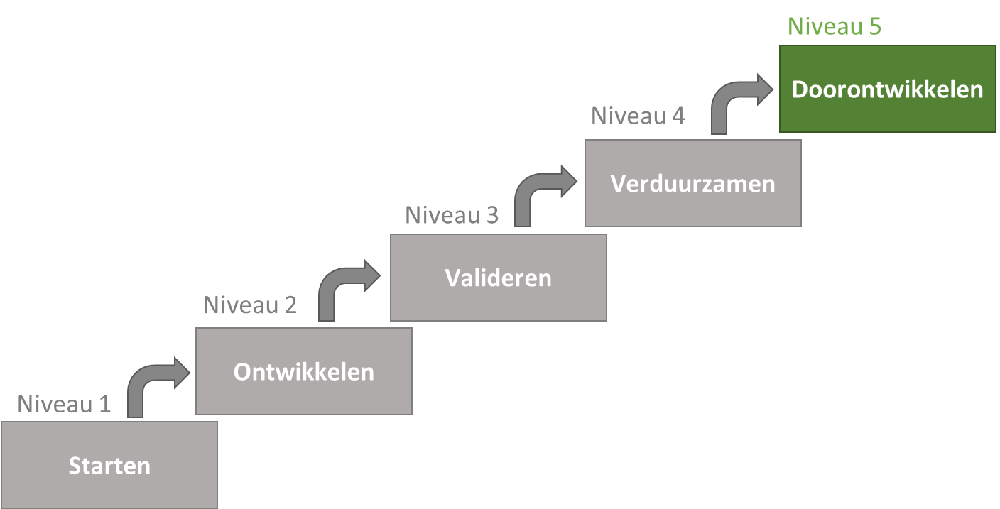 Niveau 5
Doorontwikkelen
Niveau 4
Verduurzamen
Niveau 3
Valideren
Niveau 2
Ontwikkelen
Niveau 1
Starten